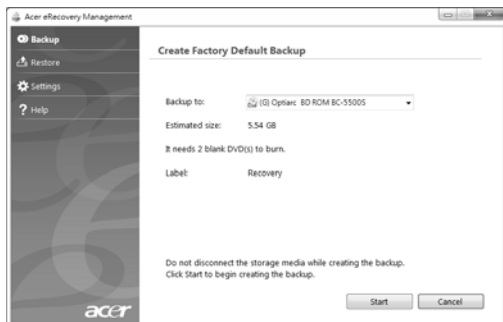 Acer eRecovery Management
Backup
Restore
Settings
Help
Create Factory Default Backup
Backup to: (G) Optiarc BD ROM BC-5500S
Estimated size: 5.54 GB
It needs 2 blank DVD(s) to burn.
Label: Recovery
Do not disconnect the storage media while creating the backup.
Click Start to begin creating the backup.
Start Cancel
acer